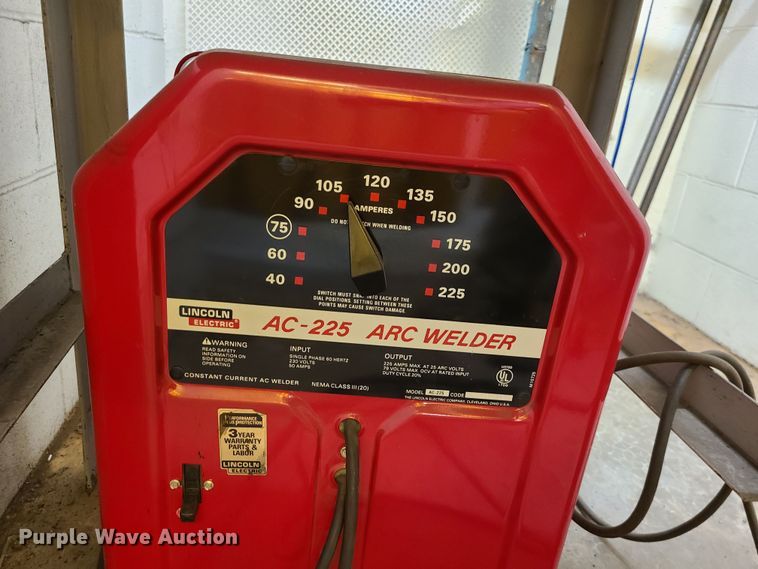 120
105
135
90
AMPERES
150
DO NOT SWITCH WHEN WELDING
75
175
60
200
40
225
SWITCH MUST SNAP INTO EACH OF THE
DIAL POSITIONS. SETTING BETWEEN THESE
POINTS MAY CAUSE SWITCH DAMAGE
LINCOLN
ELECTRIC
AC-225 ARC WELDER
WARNING
READ SAFETY
INFORMATION ON
SIDE BEFORE
OPERATING
INPUT
SINGLE PHASE 60 HERTZ
230 VOLTS
50 AMPS
OUTPUT
225 AMPS MAX. AT 25 ARC VOLTS
79 VOLTS MAX OCV AT RATED INPUT
DUTY CYCLE 20%
LISTED
UL
CONSTANT CURRENT AC WELDER NEMA CLASS III (20)
MODEL AC-225 CODE
THE LINCOLN ELECTRIC COMPANY, CLEVELAND, OHIO U.S.A.
PERFORMANCE
PLUS PROTECTION
3 YEAR
WARRANTY
PARTS &
LABOR
LINCOLN
ELECTRIC
Purple Wave Auction